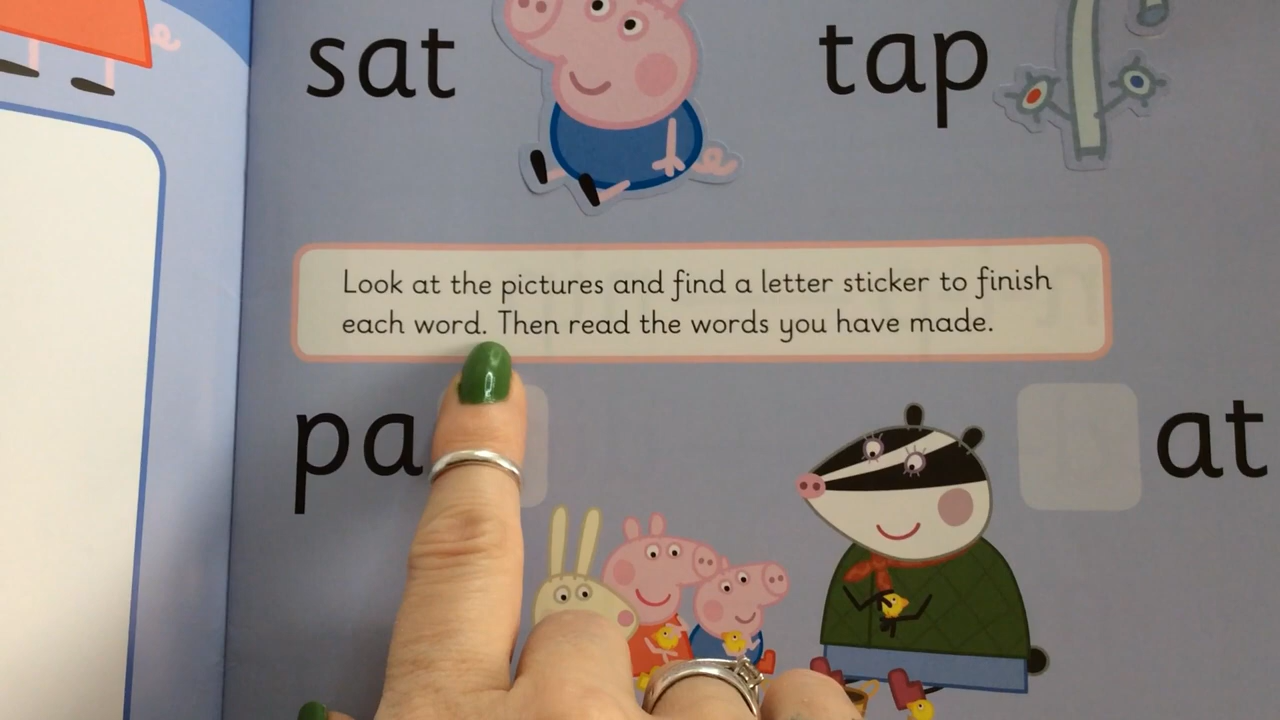 sat
tap
Look at the pictures and find a letter sticker to finish
each word. Then read the words you have made.
pa
at